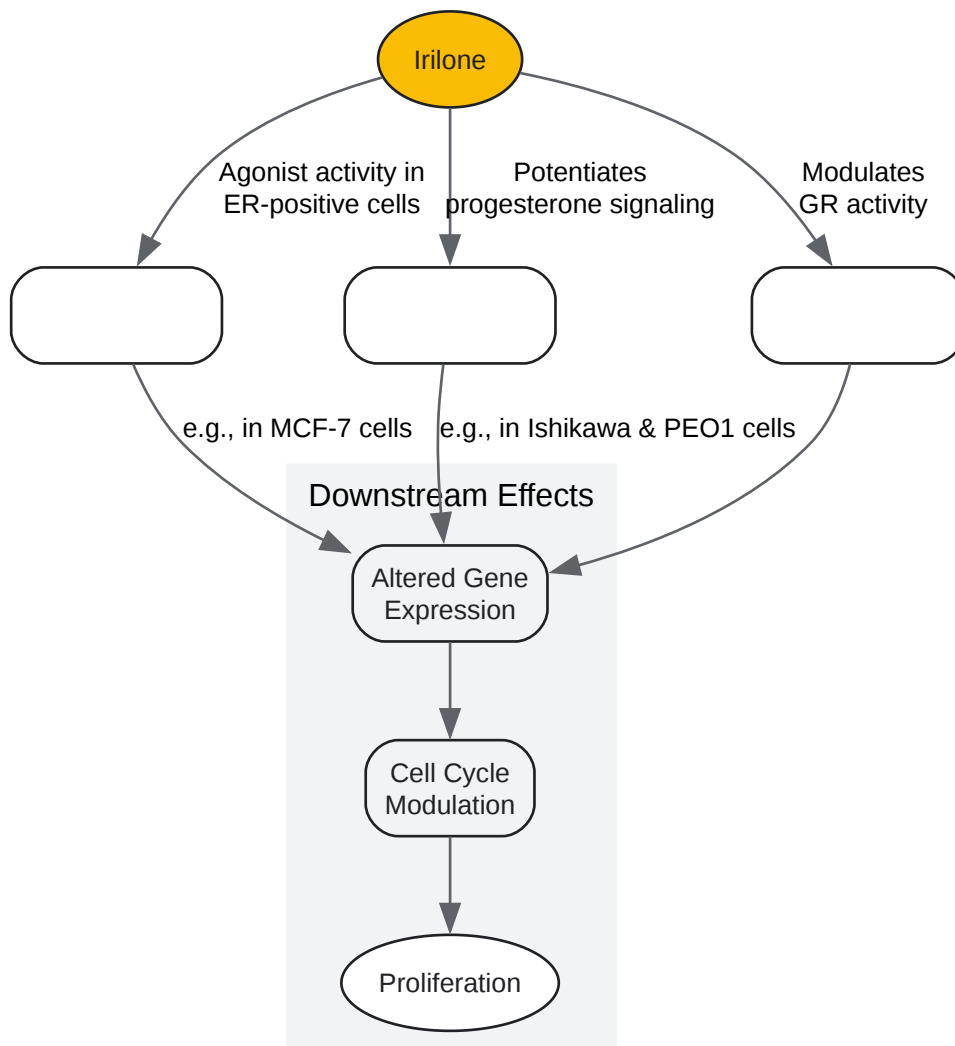 Irilone
Agonist activity in
ER-positive cells
Potentiates
progesterone signaling
Modulates
GR activity
e.g., in MCF-7 cells
e.g., in Ishikawa & PEO1 cells
Downstream Effects
Altered Gene
Expression
Cell Cycle
Modulation
Proliferation